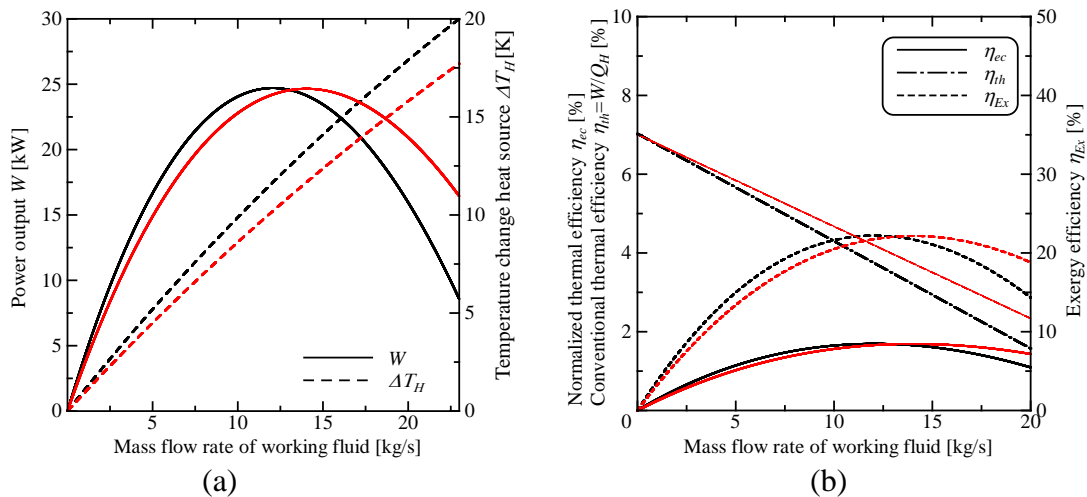 30
25
20
15
10
5
0
Power output W [kW]
0
5
10
15
20
Mass flow rate of working fluid [kg/s]
20
15
10
5
0
Temperature change heat source ΔT_H [K]
W
ΔT_H
(a)
10
8
6
4
2
0
Normalized thermal efficiency η_ec [%]
Conventional thermal efficiency η_th=W/Q_H [%]
5
10
15
20
Mass flow rate of working fluid [kg/s]
50
40
30
20
10
0
Exergy efficiency η_Ex [%]
η_ec
η_th
η_Ex
(b)